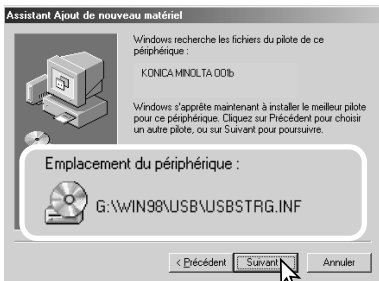 Assistant Ajout de nouveau matériel
Windows recherche les fichiers du pilote de ce
périphérique :
KONICA MINOLTA 001b
Windows s'apprête maintenant à installer le meilleur pilote
pour ce périphérique. Cliquez sur Précédent pour choisir
un autre pilote, ou sur Suivant pour poursuivre.
Emplacement du périphérique :
G:\WIN98\USB\USBSTRG.INF
< Précédent Suivant > Annuler